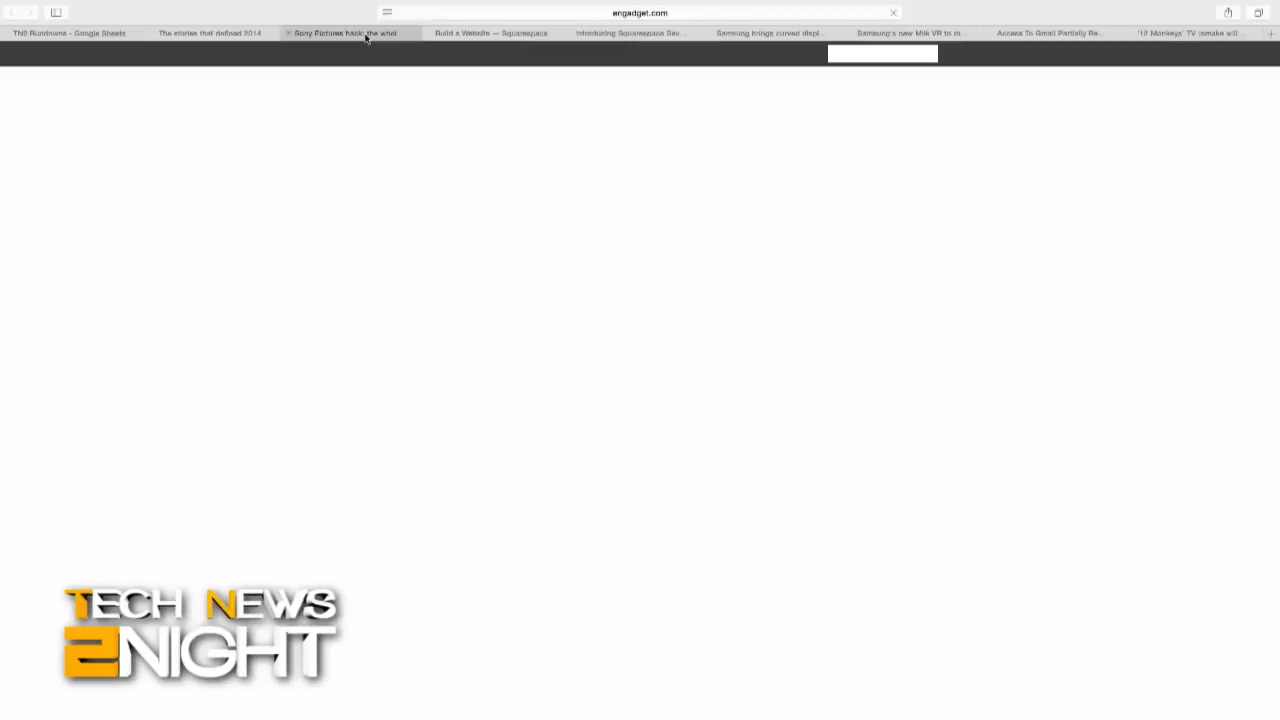 engadget.com
TN2 Rundowns - Google Sheets
The stories that defined 2014
Sony Pictures hack: the whol
Build a Website — Squarespace
Introducing Squarespace Sev...
Samsung brings curved displ...
Samsung's new Milk VR to ro...
Access To Gmail Partially Re...
'12 Monkeys' TV remake will...
TECH NEWS
2NIGHT